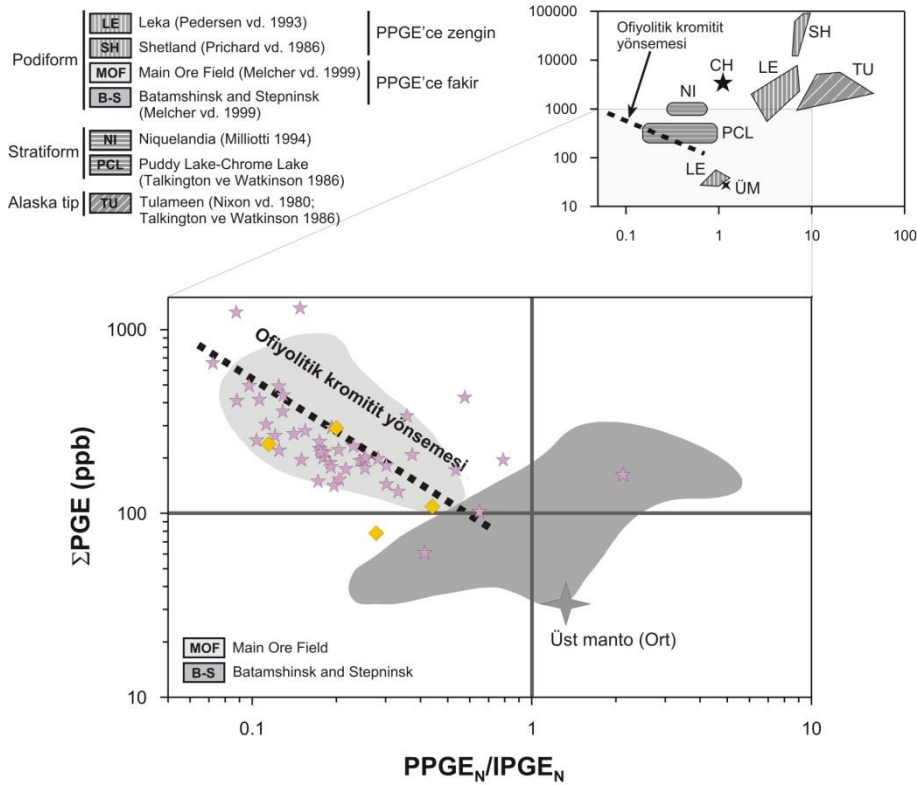 Podiform
LE Leka (Pedersen vd. 1993)
SH Shetland (Prichard vd. 1986)
PPGE'ce zengin
MOF Main Ore Field (Melcher vd. 1999)
B-S Batamshinsk and Stepninsk
(Melcher vd. 1999)
PPGE'ce fakir
Stratiform
NI Niquelandia (Milliotti 1994)
PCL Puddy Lake-Chrome Lake
(Talkington ve Watkinson 1986)
Alaska tip
TU Tulameen (Nixon vd. 1980;
Talkington ve Watkinson 1986)
100000
10000
1000
100
10
0.1
1
10
100
Ofiyolitik kromitit
yönsemesi
CH
SH
LE
TU
NI
PCL
LE
ÜM
ΣPGE (ppb)
1000
100
10
Ofiyolitik kromitit yönsemesi
Üst manto (Ort)
MOF Main Ore Field
B-S Batamshinsk and Stepninsk
0.1
1
10
PPGE_N/IPGE_N